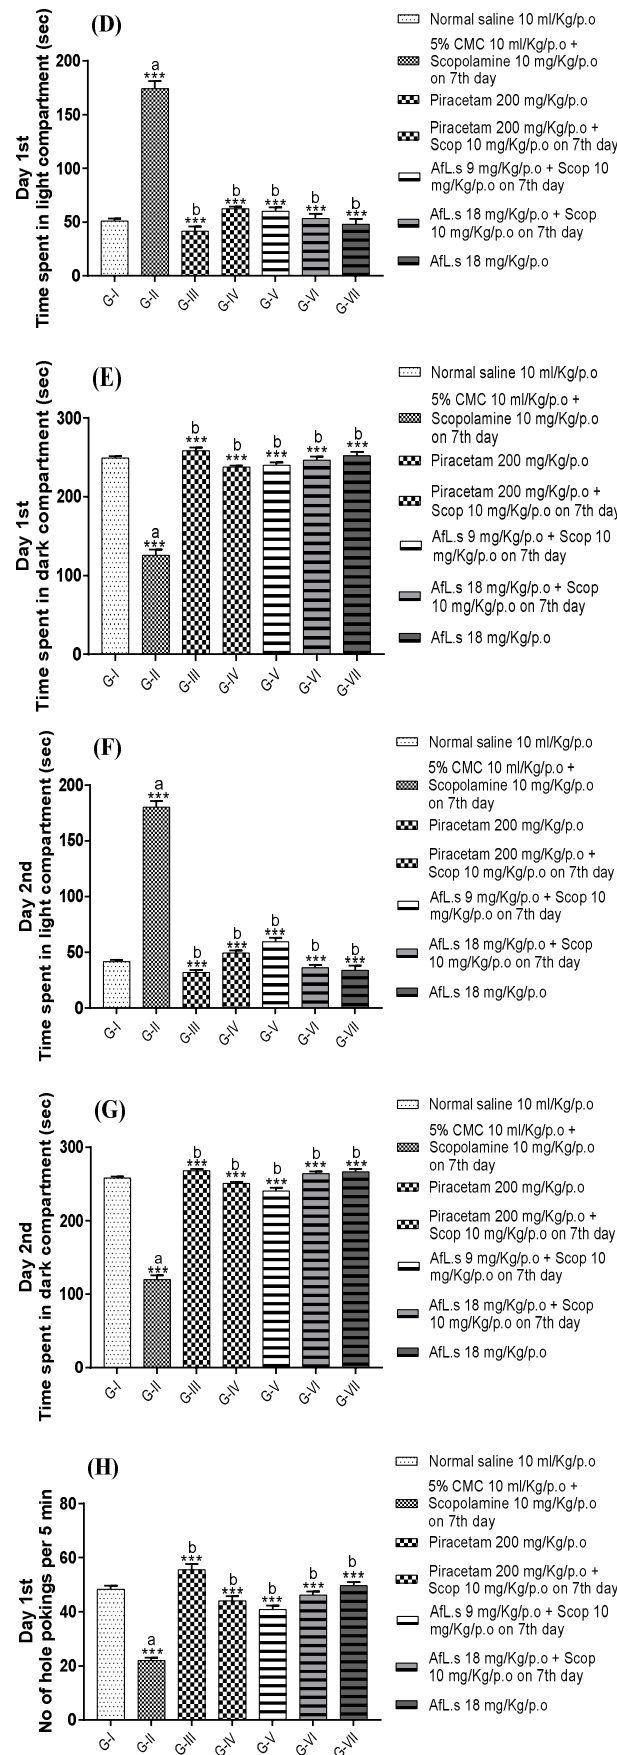 (D)
Day 1st
Time spent in light compartment (sec)
200
150
100
50
0
a
***
b
***
b
***
b
***
b
***
b
***
G-I
G-II
G-III
G-IV
G-V
G-VI
G-VII
Normal saline 10 ml/Kg/p.o
5% CMC 10 ml/Kg/p.o +
Scopolamine 10 mg/Kg/p.o
on 7th day
Piracetam 200 mg/Kg/p.o
Piracetam 200 mg/Kg/p.o +
Scop 10 mg/Kg/p.o on 7th day
AfL.s 9 mg/Kg/p.o + Scop 10
mg/Kg/p.o on 7th day
AfL.s 18 mg/Kg/p.o + Scop
10 mg/Kg/p.o on 7th day
AfL.s 18 mg/Kg/p.o
(E)
Day 1st
Time spent in dark compartment (sec)
300
200
100
0
a
***
b
***
b
***
b
***
b
***
b
***
G-I
G-II
G-III
G-IV
G-V
G-VI
G-VII
Normal saline 10 ml/Kg/p.o
5% CMC 10 ml/Kg/p.o +
Scopolamine 10 mg/Kg/p.o
on 7th day
Piracetam 200 mg/Kg/p.o
Piracetam 200 mg/Kg/p.o +
Scop 10 mg/Kg/p.o on 7th day
AfL.s 9 mg/Kg/p.o + Scop 10
mg/Kg/p.o on 7th day
AfL.s 18 mg/Kg/p.o + Scop
10 mg/Kg/p.o on 7th day
AfL.s 18 mg/Kg/p.o
(F)
Day 2nd
Time spent in light compartment (sec)
200
150
100
50
0
a
***
b
***
b
***
b
***
b
***
b
***
G-I
G-II
G-III
G-IV
G-V
G-VI
G-VII
Normal saline 10 ml/Kg/p.o
5% CMC 10 ml/Kg/p.o +
Scopolamine 10 mg/Kg/p.o
on 7th day
Piracetam 200 mg/Kg/p.o
Piracetam 200 mg/Kg/p.o +
Scop 10 mg/Kg/p.o on 7th day
AfL.s 9 mg/Kg/p.o + Scop 10
mg/Kg/p.o on 7th day
AfL.s 18 mg/Kg/p.o + Scop
10 mg/Kg/p.o on 7th day
AfL.s 18 mg/Kg/p.o
(G)
Day 2nd
Time spent in dark compartment (sec)
300
200
100
0
a
***
b
***
b
***
b
***
b
***
b
***
G-I
G-II
G-III
G-IV
G-V
G-VI
G-VII
Normal saline 10 ml/Kg/p.o
5% CMC 10 ml/Kg/p.o +
Scopolamine 10 mg/Kg/p.o
on 7th day
Piracetam 200 mg/Kg/p.o
Piracetam 200 mg/Kg/p.o +
Scop 10 mg/Kg/p.o on 7th day
AfL.s 9 mg/Kg/p.o + Scop 10
mg/Kg/p.o on 7th day
AfL.s 18 mg/Kg/p.o + Scop
10 mg/Kg/p.o on 7th day
AfL.s 18 mg/Kg/p.o
(H)
Day 1st
No of hole pokings per 5 min
80
60
40
20
0
a
***
b
***
b
***
b
***
b
***
b
***
G-I
G-II
G-III
G-IV
G-V
G-VI
G-VII
Normal saline 10 ml/Kg/p.o
5% CMC 10 ml/Kg/p.o +
Scopolamine 10 mg/Kg/p.o
on 7th day
Piracetam 200 mg/Kg/p.o
Piracetam 200 mg/Kg/p.o +
Scop 10 mg/Kg/p.o on 7th day
AfL.s 9 mg/Kg/p.o + Scop 10
mg/Kg/p.o on 7th day
AfL.s 18 mg/Kg/p.o + Scop
10 mg/Kg/p.o on 7th day
AfL.s 18 mg/Kg/p.o